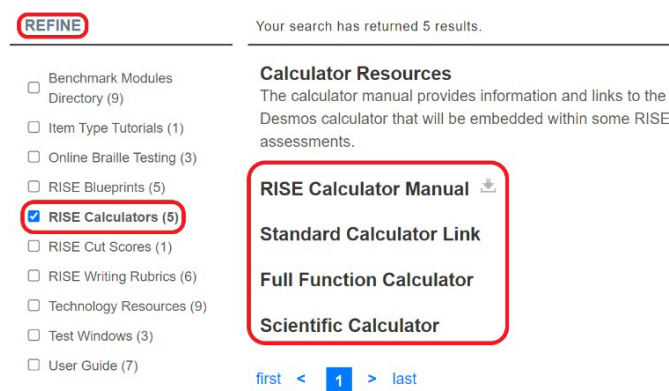 REFINE
Benchmark Modules
Directory (9)
Item Type Tutorials (1)
Online Braille Testing (3)
RISE Blueprints (5)
RISE Calculators (5)
RISE Cut Scores (1)
RISE Writing Rubrics (6)
Technology Resources (9)
Test Windows (3)
User Guide (7)
Your search has returned 5 results.
Calculator Resources
The calculator manual provides information and links to the
Desmos calculator that will be embedded within some RISE
assessments.
RISE Calculator Manual
Standard Calculator Link
Full Function Calculator
Scientific Calculator
first < 1 > last